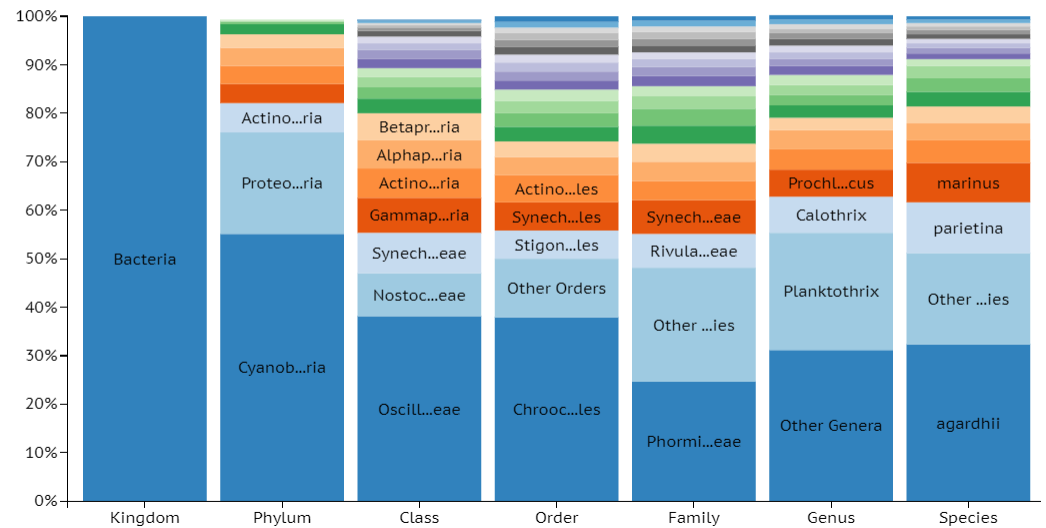 100%
90%
80%
70%
60%
50%
40%
30%
20%
10%
0%
Bacteria
Actino...ria
Proteo...ria
Cyanob...ria
Betapr...ria
Alphap...ria
Actino...ria
Gammap...ria
Synech...eae
Nostoc...eae
Oscill...eae
Actino...les
Synech...les
Stigon...les
Other Orders
Chrooc...les
Synech...eae
Rivula...eae
Other ...ies
Phormi...eae
Prochl...cus
Calothrix
Planktothrix
Other Genera
marinus
parietina
Other ...ies
agardhii
Kingdom
Phylum
Class
Order
Family
Genus
Species